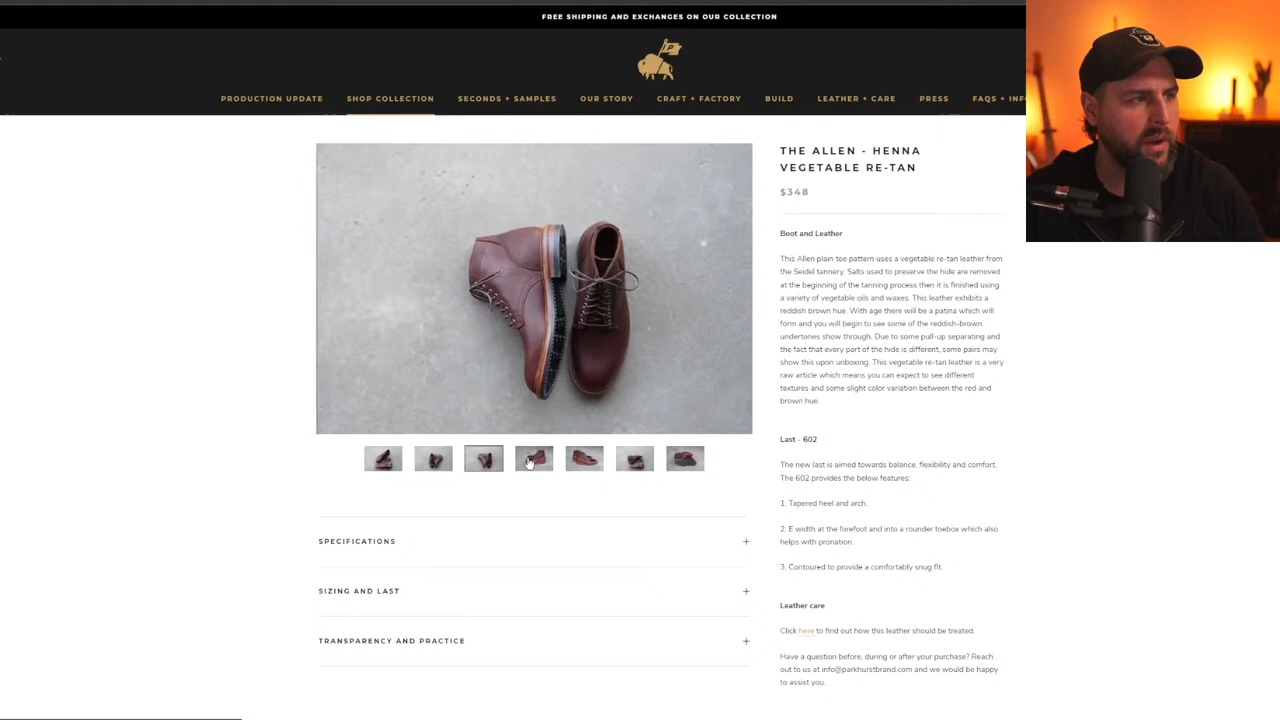 FREE SHIPPING AND EXCHANGES ON OUR COLLECTION
PRODUCTION UPDATE
SHOP COLLECTION
SECONDS + SAMPLES
OUR STORY
CRAFT + FACTORY
BUILD
LEATHER + CARE
PRESS
FAQS +
THE ALLEN - HENNA
VEGETABLE RE-TAN
$348
Boot and Leather
This Allen plain toe pattern uses a vegetable re-tan leather from
the Seidel tannery. Salts used to preserve the hide are removed
at the beginning of the tanning process then it is finished using
a variety of vegetable oils and waxes. This leather exhibits a
reddish brown hue. With age there will be a patina which will
form and you will begin to see some of the reddish-brown
undertones show through. Due to some pull-up separating and
the fact that every part of the hide is different, some pairs may
show this upon unboxing. This vegetable re-tan leather is a very
raw article which means you can expect to see different
textures and some slight color variation between the red and
brown hue.
Last - 602
The new last is aimed towards balance, flexibility and comfort.
The 602 provides the below features:
1. Tapered heel and arch.
2. E width at the forefoot and into a rounder toebox which also
helps with pronation.
3. Contoured to provide a comfortably snug fit.
Leather care
Click here to find out how this leather should be treated.
Have a question before, during or after your purchase? Reach
out to us at info@parkhurstbrand.com and we would be happy
to assist you.
SPECIFICATIONS
SIZING AND LAST
TRANSPARENCY AND PRACTICE